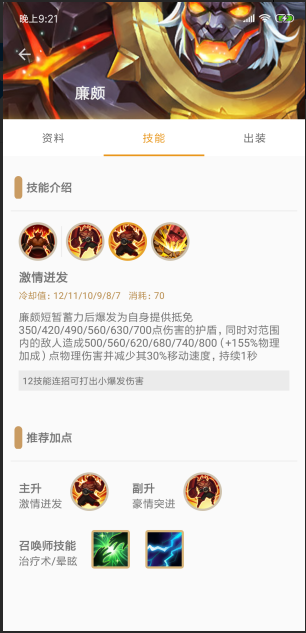 晚上9:21
廉颇
资料 技能 出装
技能介绍
激情迸发
冷却值: 12/11/10/9/8/7 消耗: 70
廉颇短暂蓄力后爆发为自身提供抵免
350/420/490/560/630/700点伤害的护盾, 同时对范围
内的敌人造成500/560/620/680/740/800（+155%物理
加成）点物理伤害并减少其30%移动速度, 持续1秒
12技能连招可打出小爆发伤害
推荐加点
主升 副升
激情迸发 豪情突进
召唤师技能
治疗术/晕眩